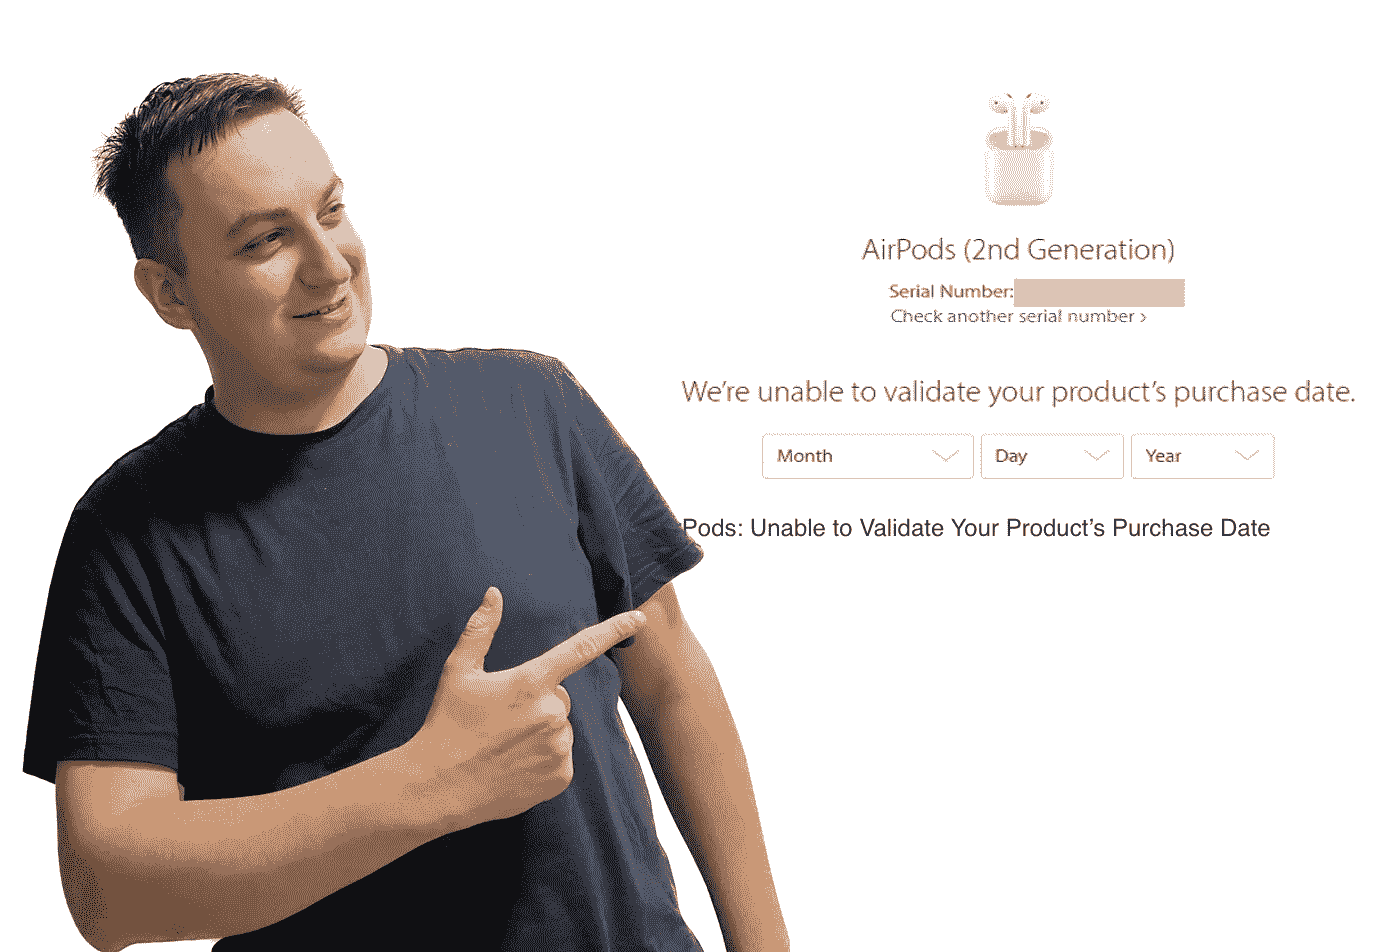 AirPods (2nd Generation)
Serial Number:
Check another serial number ›
We're unable to validate your product's purchase date.
Month Day Year
Pods: Unable to Validate Your Product's Purchase Date